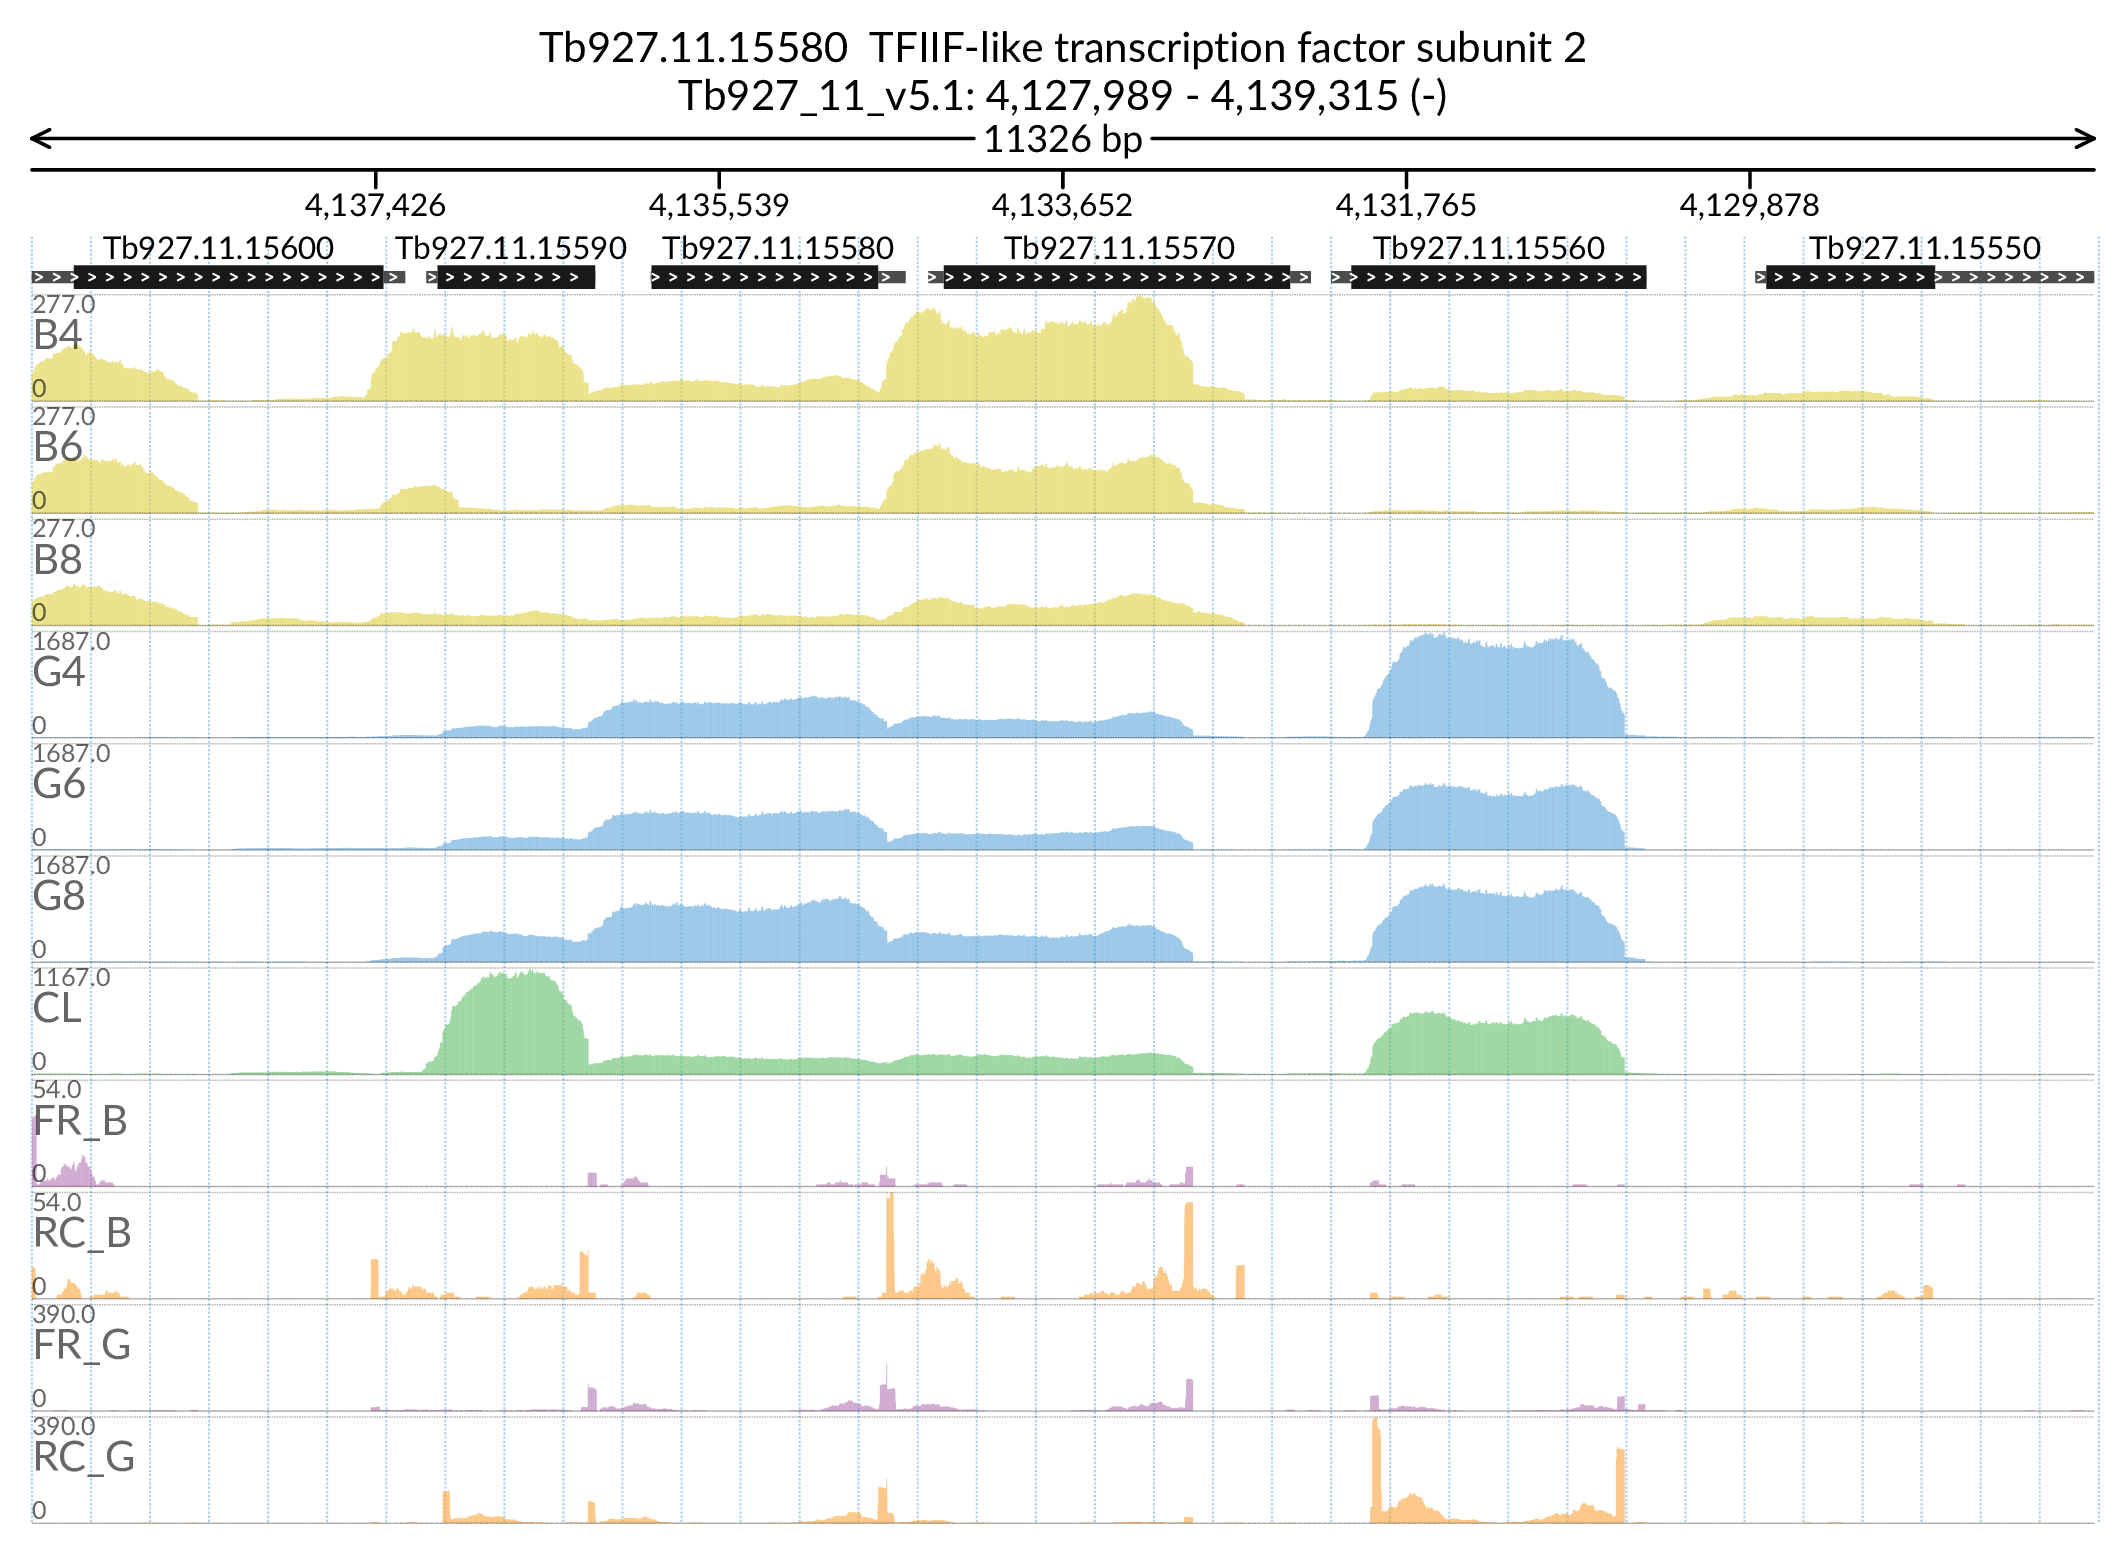 Tb927.11.15580  TFIIF-like transcription factor subunit 2
Tb927_11_v5.1: 4,127,989 - 4,139,315 (-)
11326 bp
4,137,426 4,135,539 4,133,652 4,131,765 4,129,878
Tb927.11.15600 Tb927.11.15590 Tb927.11.15580 Tb927.11.15570 Tb927.11.15560 Tb927.11.15550
277.0
B4
0
277.0
B6
0
277.0
B8
0
1687.0
G4
0
1687.0
G6
0
1687.0
G8
0
1167.0
CL
0
54.0
FR_B
0
54.0
RC_B
0
390.0
FR_G
0
390.0
RC_G
0